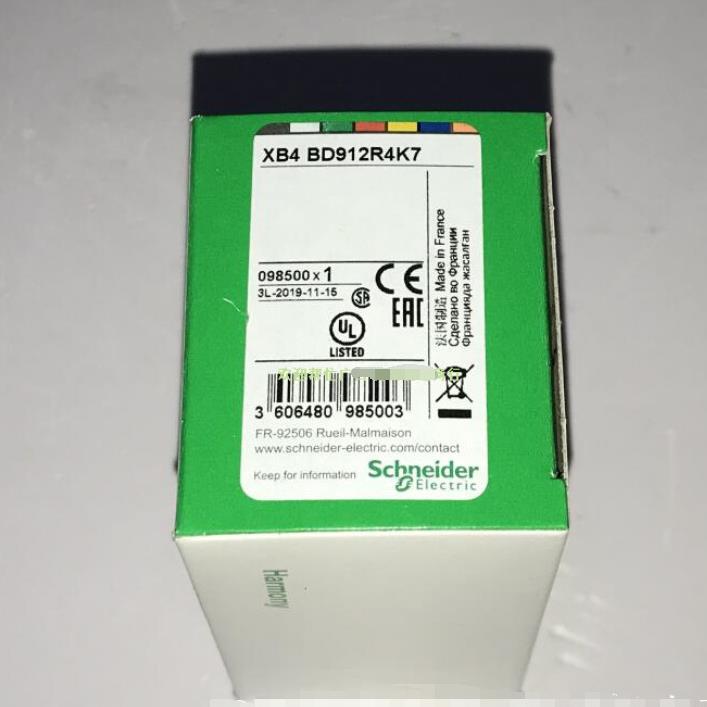 XB4 BD912R4K7
098500 x 1
3L-2019-11-15
CE
SA
EAC
UL
LISTED
法国制造 Made in France
Сделано во Франции
Францияда жасалған
3 606480 985003
FR-92506 Rueil-Malmaison
www.schneider-electric.com/contact
Keep for information
Schneider
Electric
Harmony